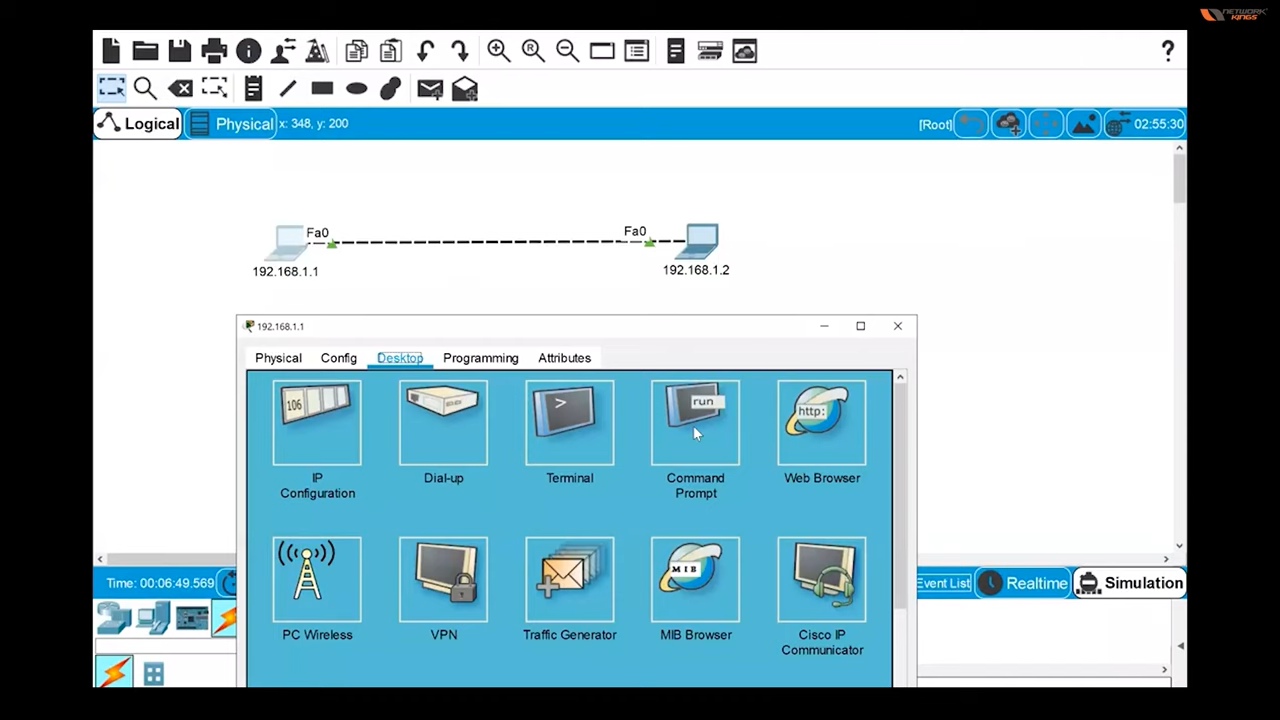 NETWORK
KINGS
?
Logical
Physical
x: 348, y: 200
[Root]
02:55:30
Fa0
Fa0
192.168.1.1
192.168.1.2
192.168.1.1
Physical
Config
Desktop
Programming
Attributes
106
>
run
http:
IP
Configuration
Dial-up
Terminal
Command
Prompt
Web Browser
MIB
PC Wireless
VPN
Traffic Generator
MIB Browser
Cisco IP
Communicator
Time: 00:06:49.569
Event List
Realtime
Simulation